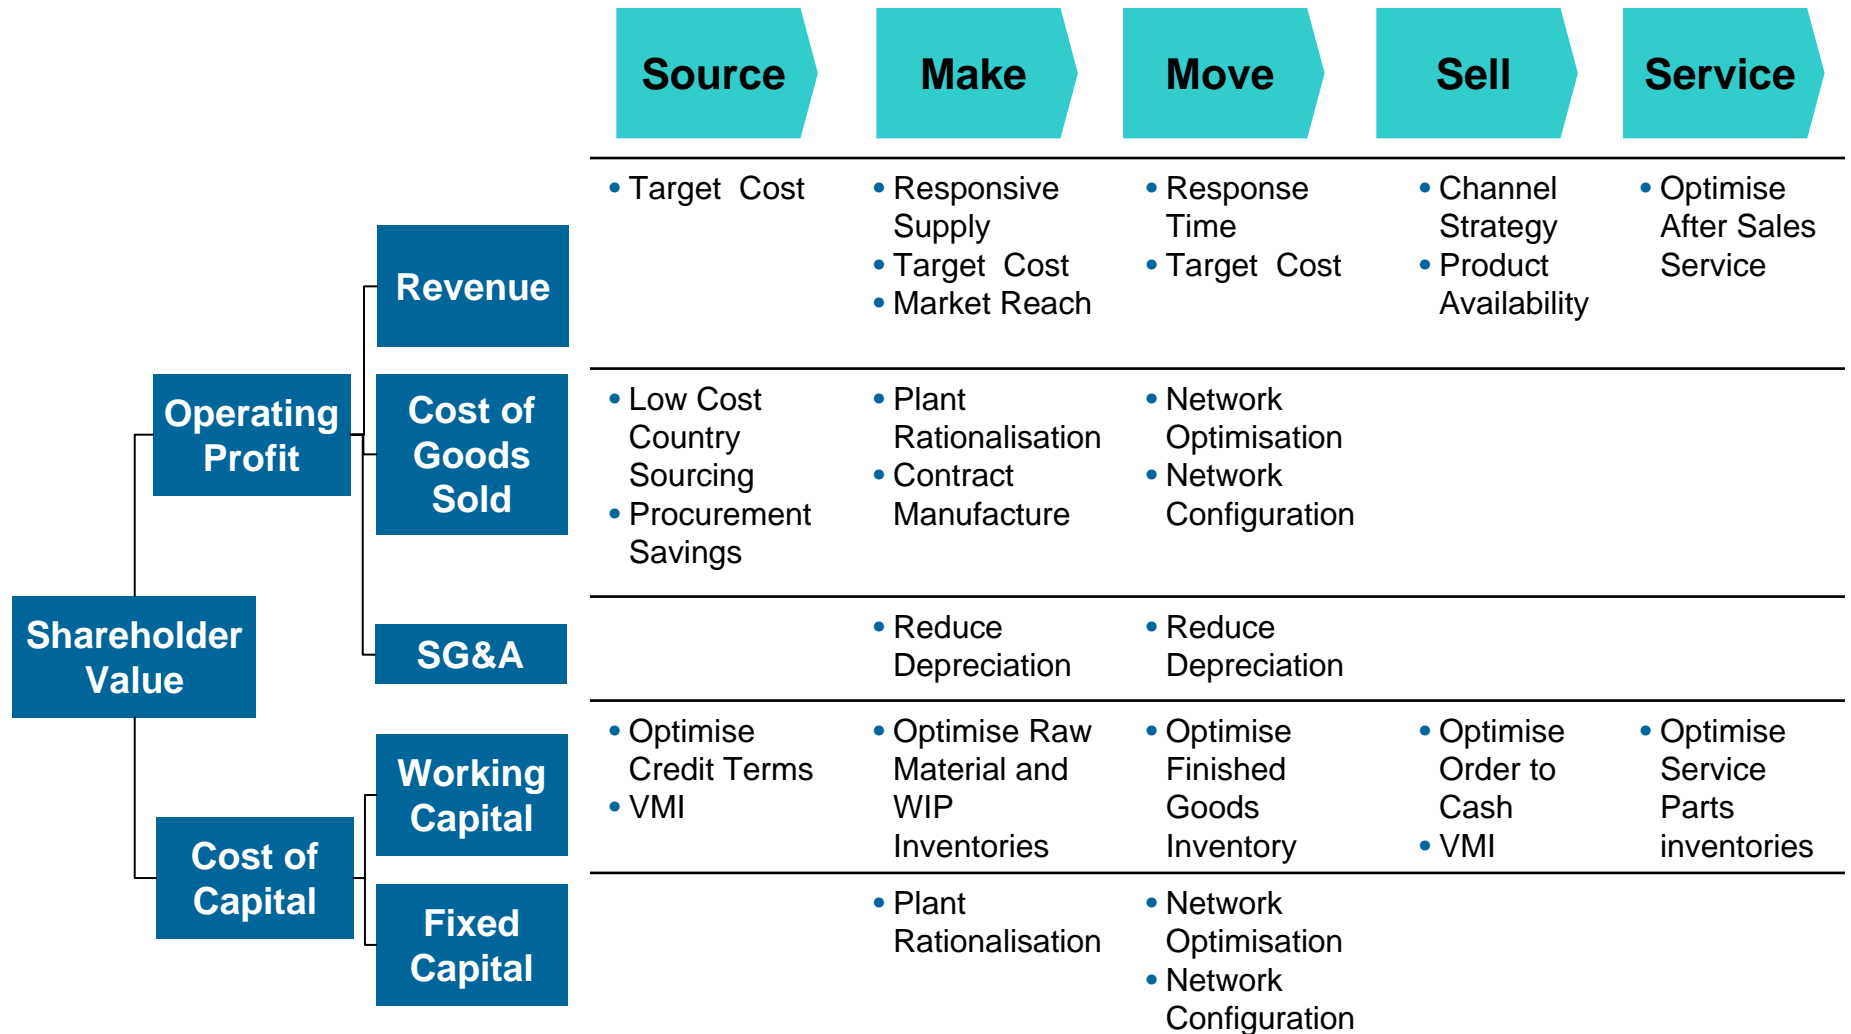 Source
Make
Move
Sell
Service
Shareholder
Value
Operating
Profit
Cost of
Capital
Revenue
• Target Cost
• Responsive
Supply
• Target Cost
• Market Reach
• Response
Time
• Target Cost
• Channel
Strategy
• Product
Availability
• Optimise
After Sales
Service
Cost of
Goods
Sold
• Low Cost
Country
Sourcing
• Procurement
Savings
• Plant
Rationalisation
• Contract
Manufacture
• Network
Optimisation
• Network
Configuration
SG&A
• Reduce
Depreciation
• Reduce
Depreciation
Working
Capital
• Optimise
Credit Terms
• VMI
• Optimise Raw
Material and
WIP
Inventories
• Optimise
Finished
Goods
Inventory
• Optimise
Order to
Cash
• VMI
• Optimise
Service
Parts
inventories
Fixed
Capital
• Plant
Rationalisation
• Network
Optimisation
• Network
Configuration